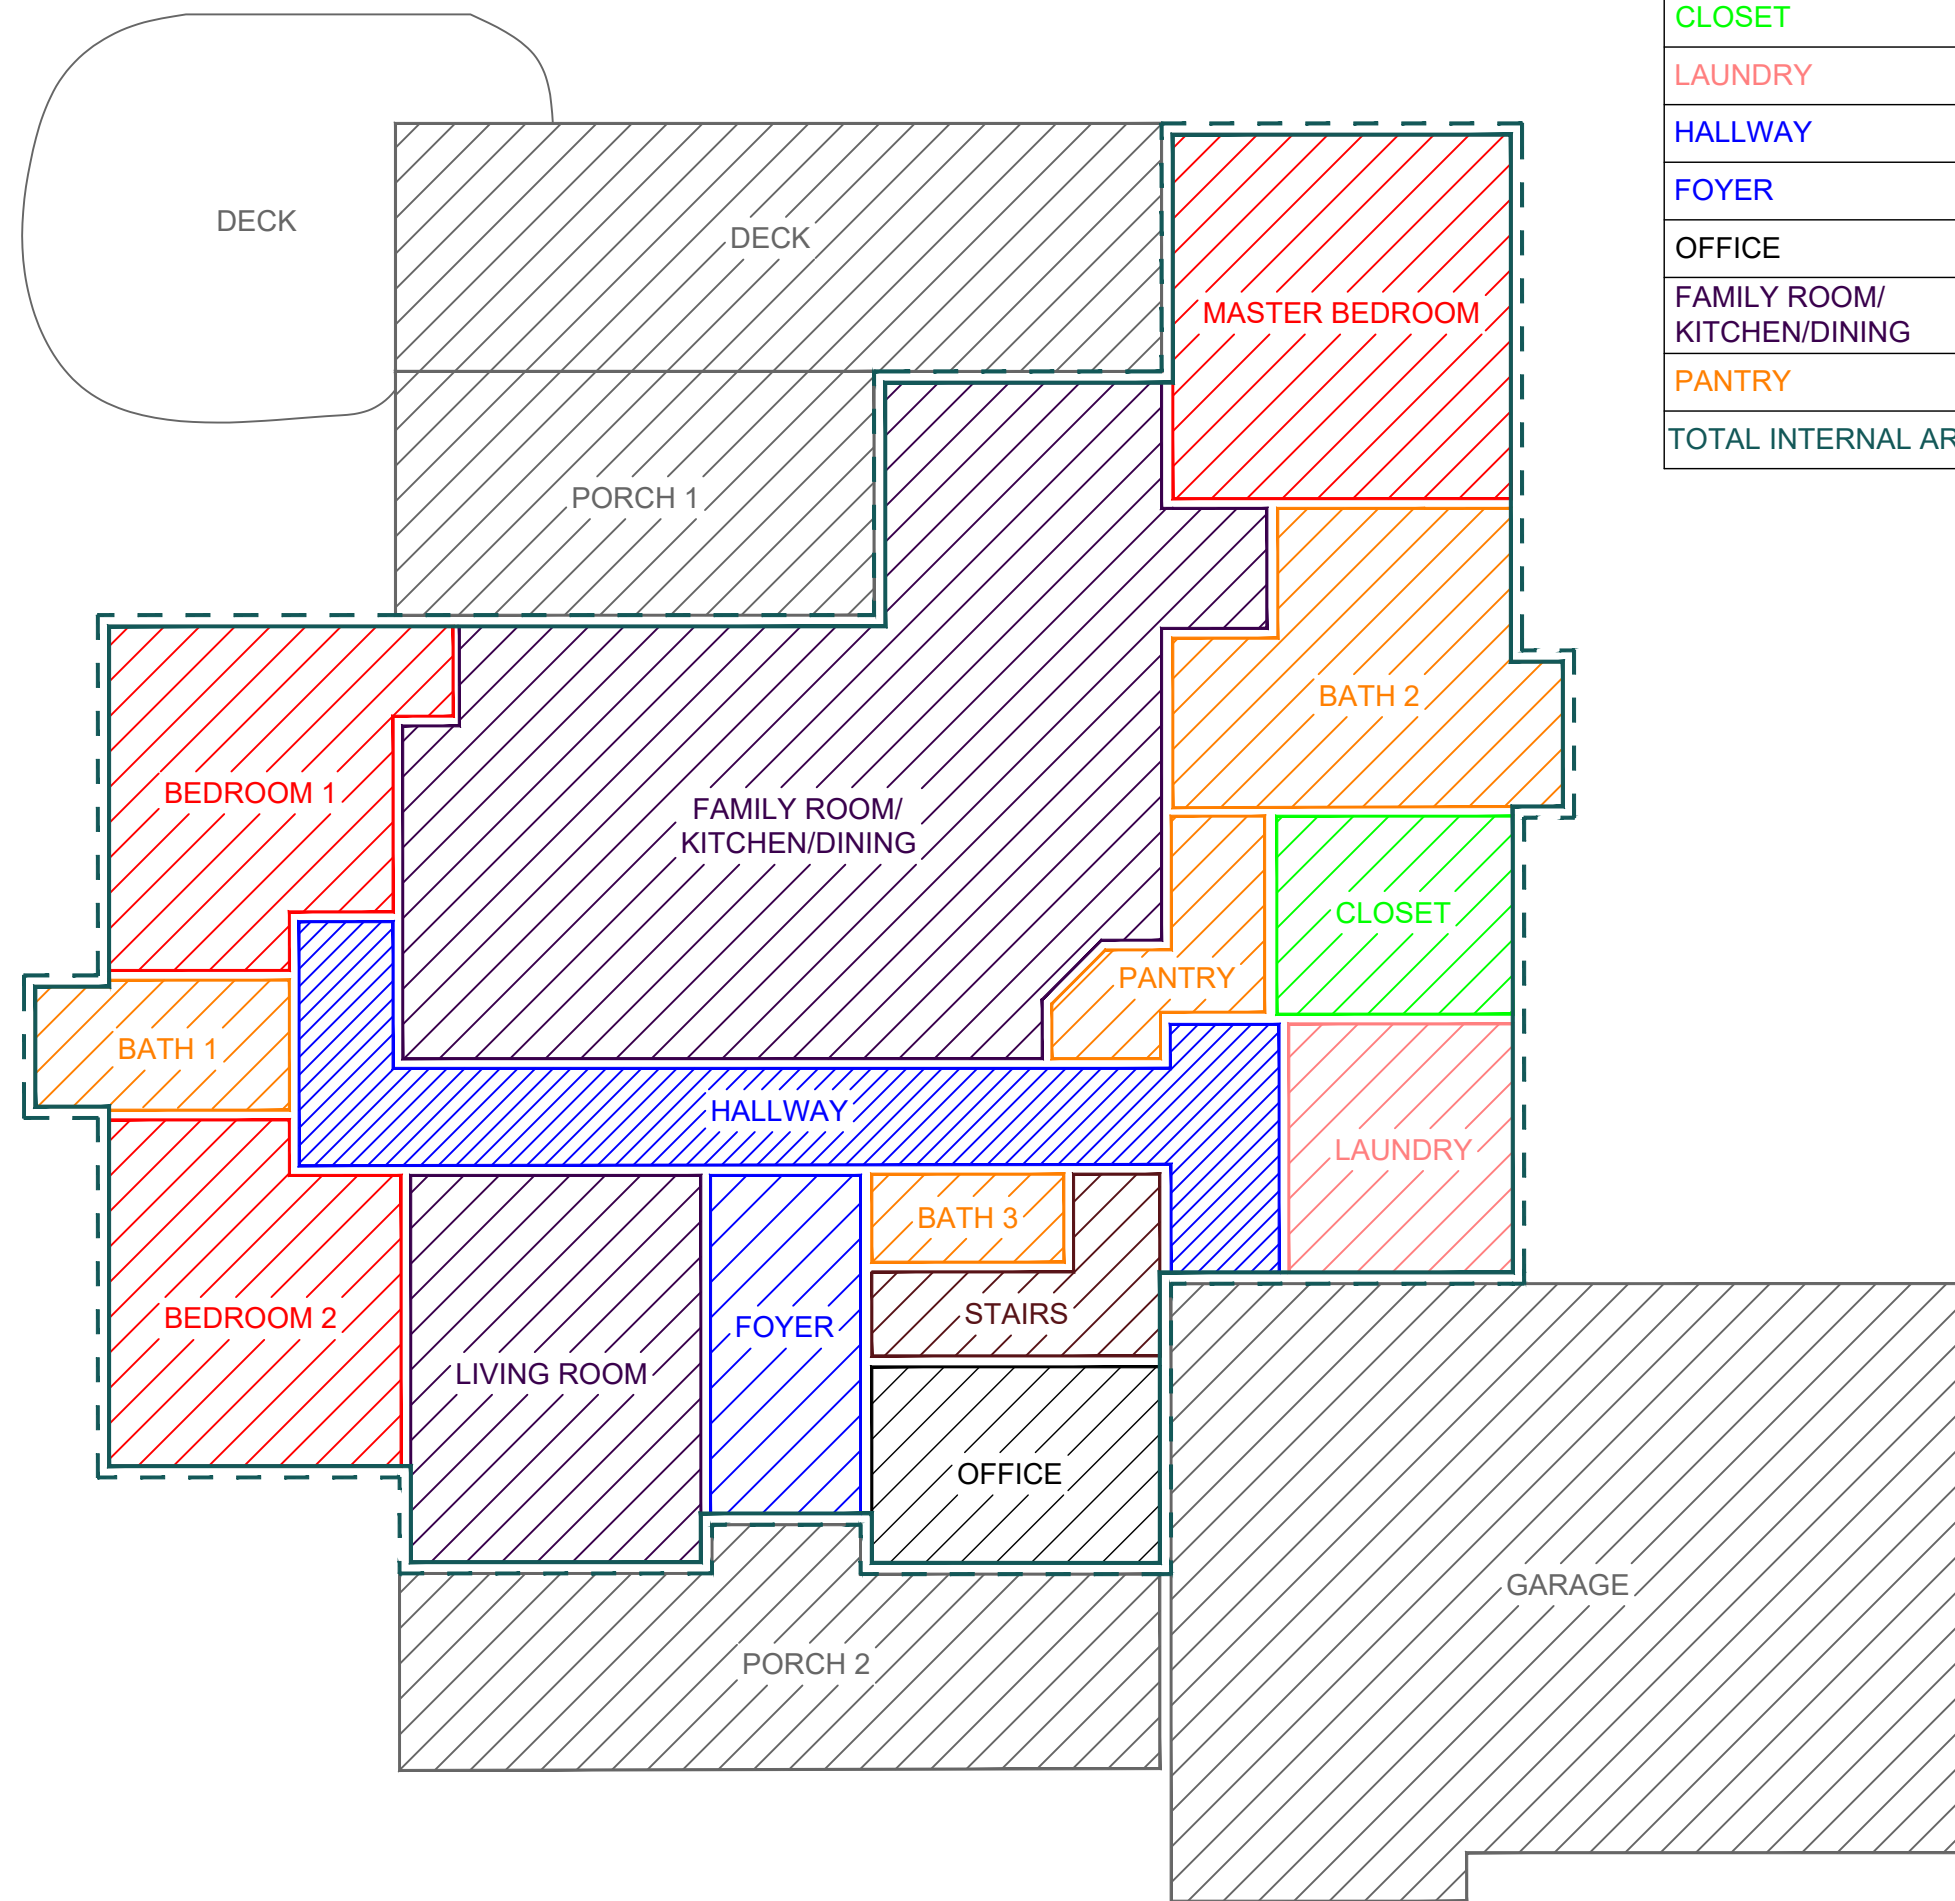 CLOSET
LAUNDRY
HALLWAY
FOYER
OFFICE
FAMILY ROOM/
KITCHEN/DINING
PANTRY
TOTAL INTERNAL AR
DECK
DECK
MASTER BEDROOM
PORCH 1
BATH 2
BEDROOM 1
FAMILY ROOM/
KITCHEN/DINING
CLOSET
PANTRY
BATH 1
HALLWAY
LAUNDRY
BATH 3
STAIRS
BEDROOM 2
FOYER
LIVING ROOM
OFFICE
GARAGE
PORCH 2